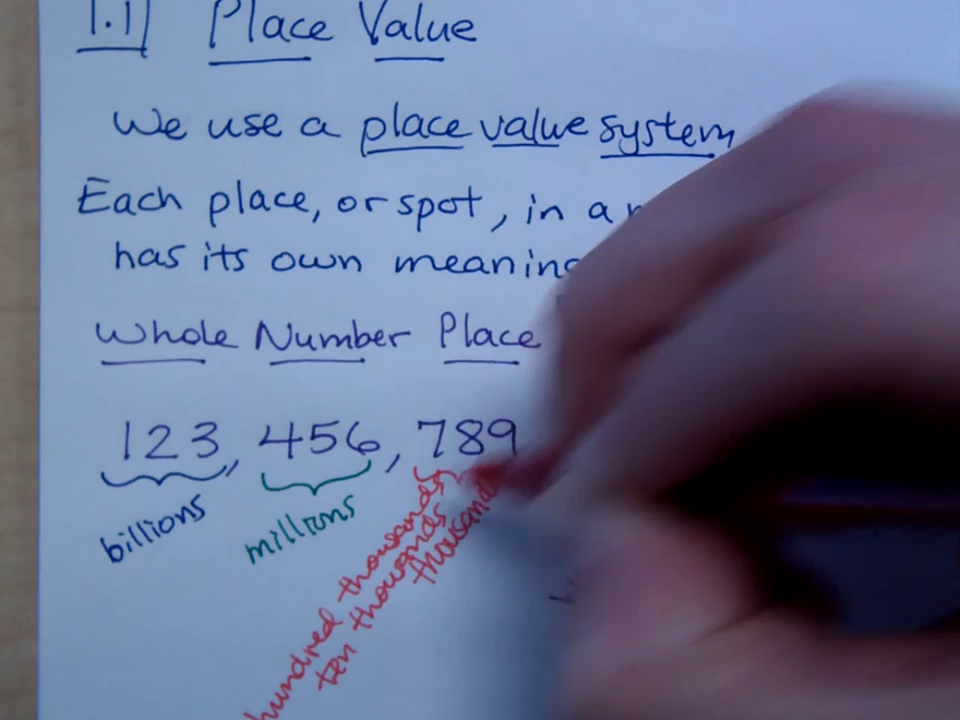 1.1 Place Value
We use a place value system
Each place, or spot, in a
has its own meaning
Whole Number Place
123, 456, 789
billions
millions
hundred thousands
ten thousands
thousands